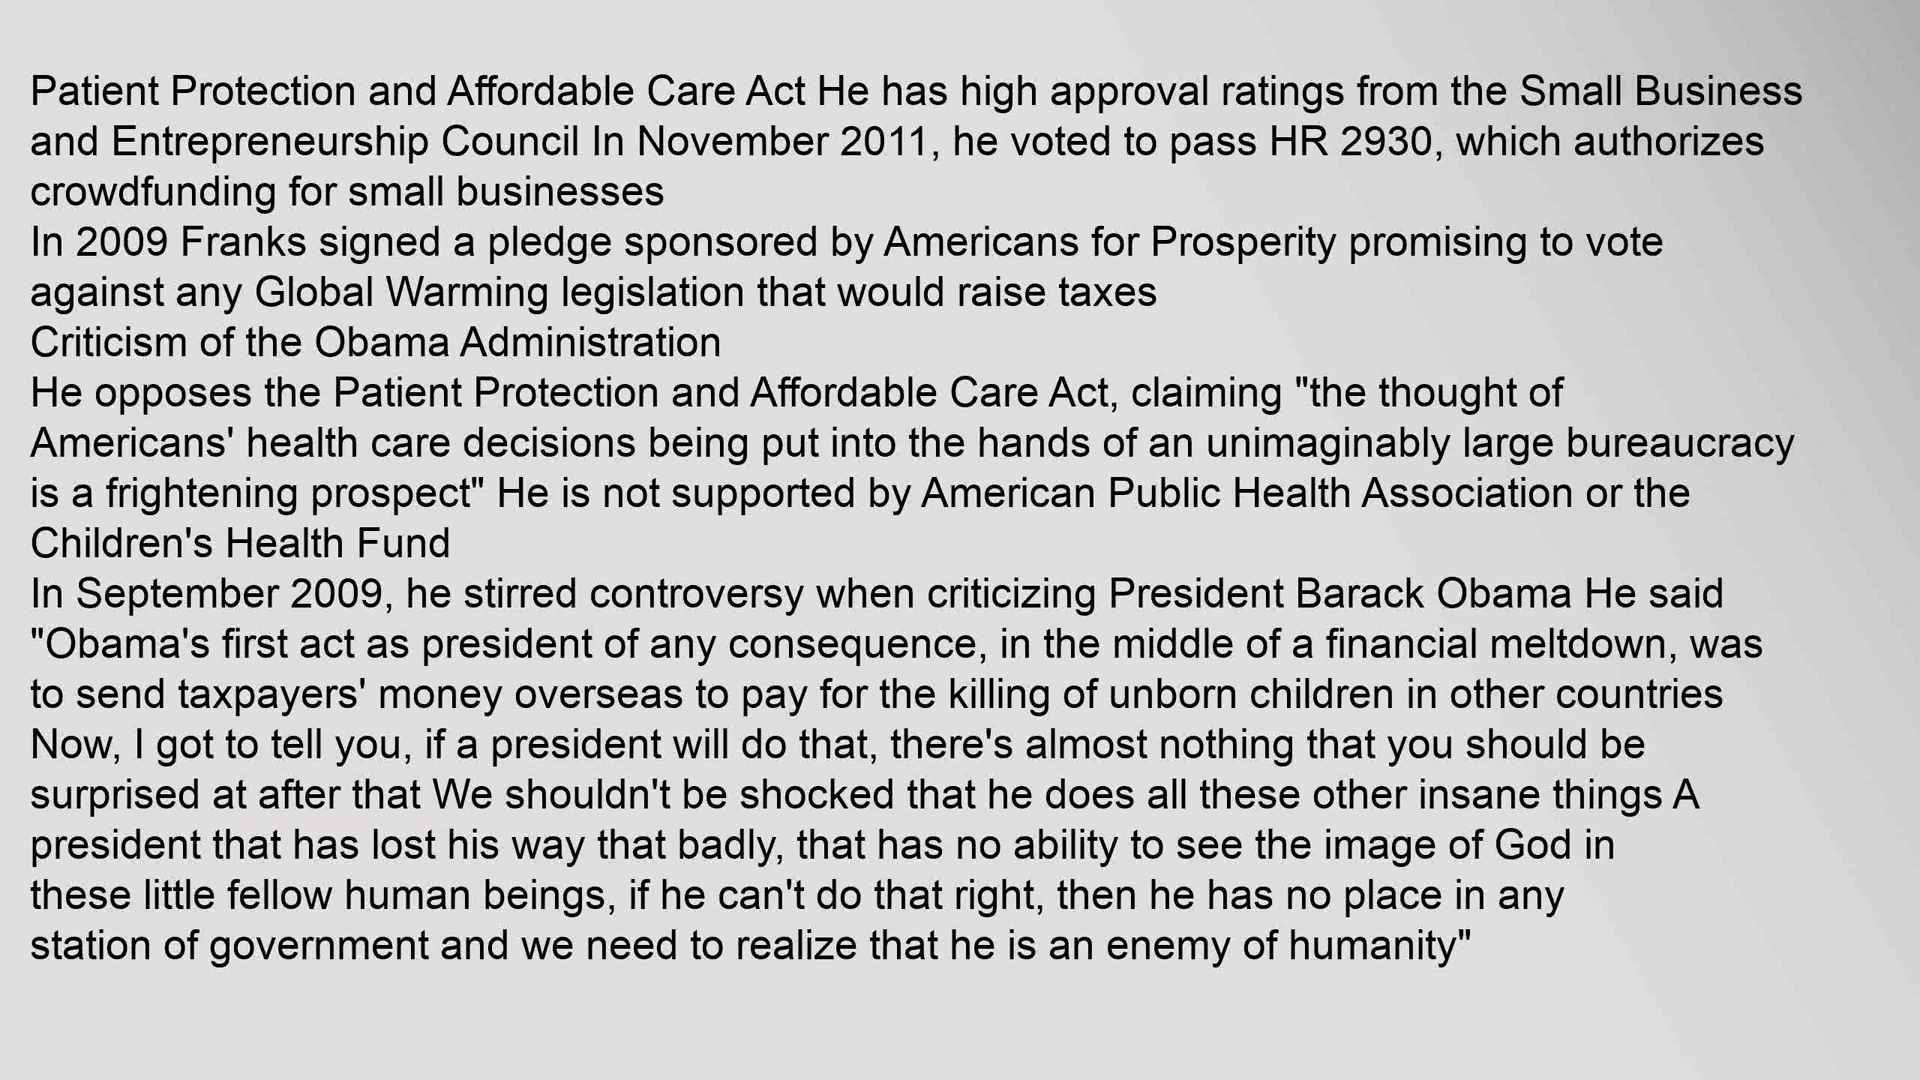 Patient Protection and Affordable Care Act He has high approval ratings from the Small Business
and Entrepreneurship Council In November 2011, he voted to pass HR 2930, which authorizes
crowdfunding for small businesses
In 2009 Franks signed a pledge sponsored by Americans for Prosperity promising to vote
against any Global Warming legislation that would raise taxes
Criticism of the Obama Administration
He opposes the Patient Protection and Affordable Care Act, claiming "the thought of
Americans' health care decisions being put into the hands of an unimaginably large bureaucracy
is a frightening prospect" He is not supported by American Public Health Association or the
Children's Health Fund
In September 2009, he stirred controversy when criticizing President Barack Obama He said
"Obama's first act as president of any consequence, in the middle of a financial meltdown, was
to send taxpayers' money overseas to pay for the killing of unborn children in other countries
Now, I got to tell you, if a president will do that, there's almost nothing that you should be
surprised at after that We shouldn't be shocked that he does all these other insane things A
president that has lost his way that badly, that has no ability to see the image of God in
these little fellow human beings, if he can't do that right, then he has no place in any
station of government and we need to realize that he is an enemy of humanity"